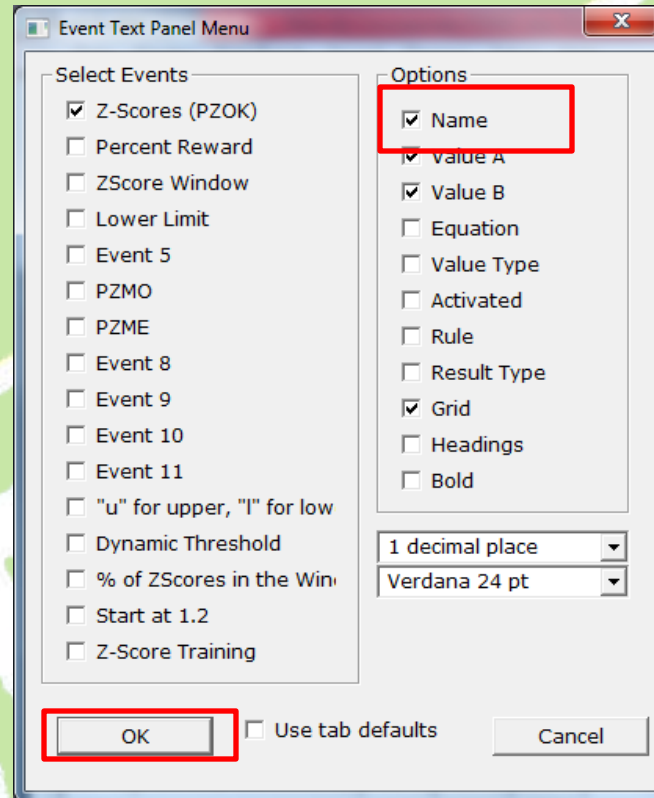 Event Text Panel Menu
Select Events
Z-Scores (PZOK)
Percent Reward
ZScore Window
Lower Limit
Event 5
PZMO
PZME
Event 8
Event 9
Event 10
Event 11
"u" for upper, "l" for low
Dynamic Threshold
% of ZScores in the Win
Start at 1.2
Z-Score Training
Options
Name
Value A
Value B
Equation
Value Type
Activated
Rule
Result Type
Grid
Headings
Bold
1 decimal place
Verdana 24 pt
OK
Use tab defaults
Cancel